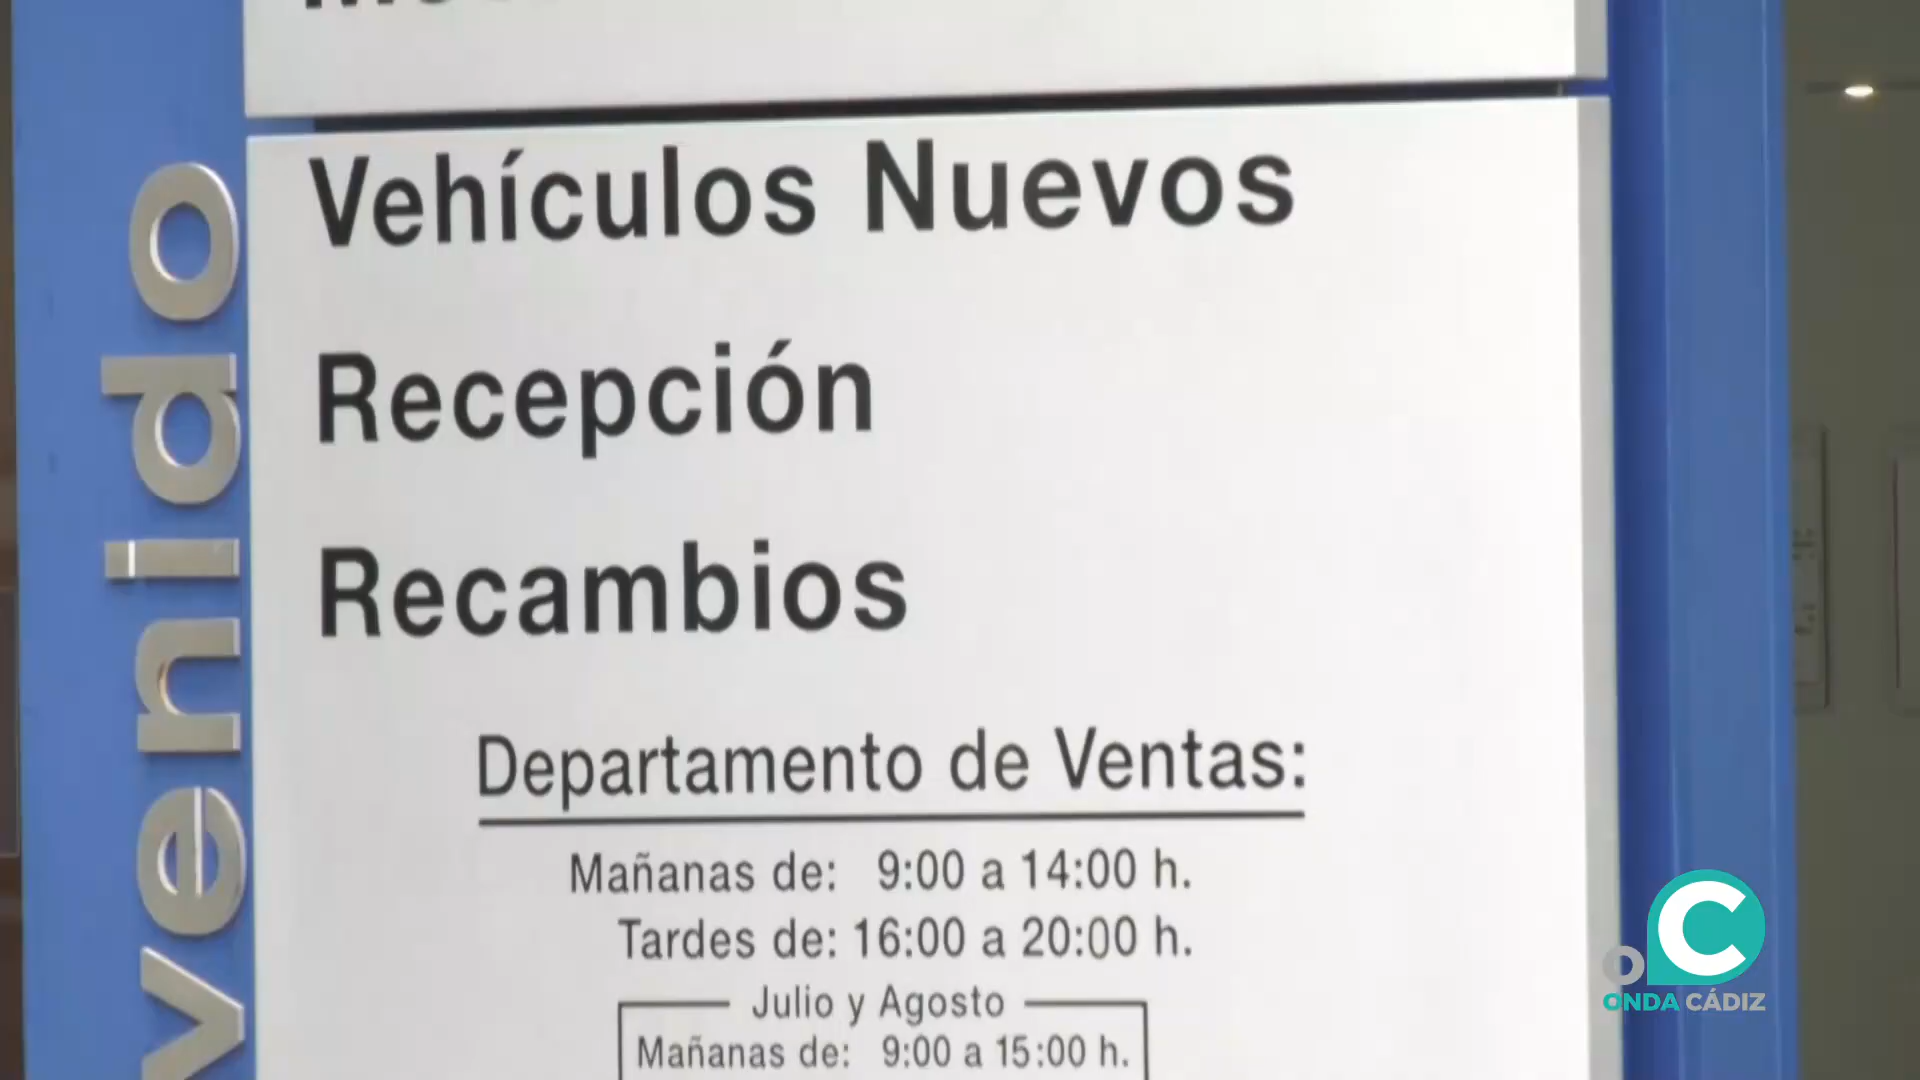 Vehículos Nuevos
Recepción
Recambios
Departamento de Ventas:
Mañanas de: 9:00 a 14:00 h.
Tardes de: 16:00 a 20:00 h.
Julio y Agosto
Mañanas de: 9:00 a 15:00 h.
venido
OC
ONDA CÁDIZ